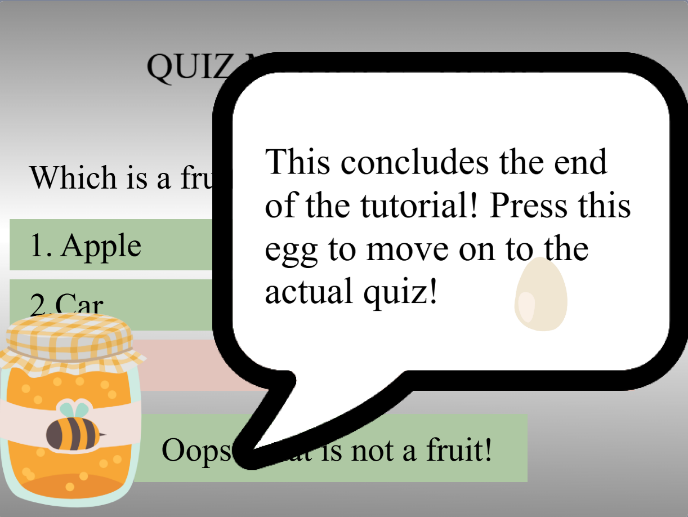 QUIZ
Which is a
This concludes the end
of the tutorial! Press this
egg to move on to the
actual quiz!
1. Apple
2.Car
Oops is not a fruit!